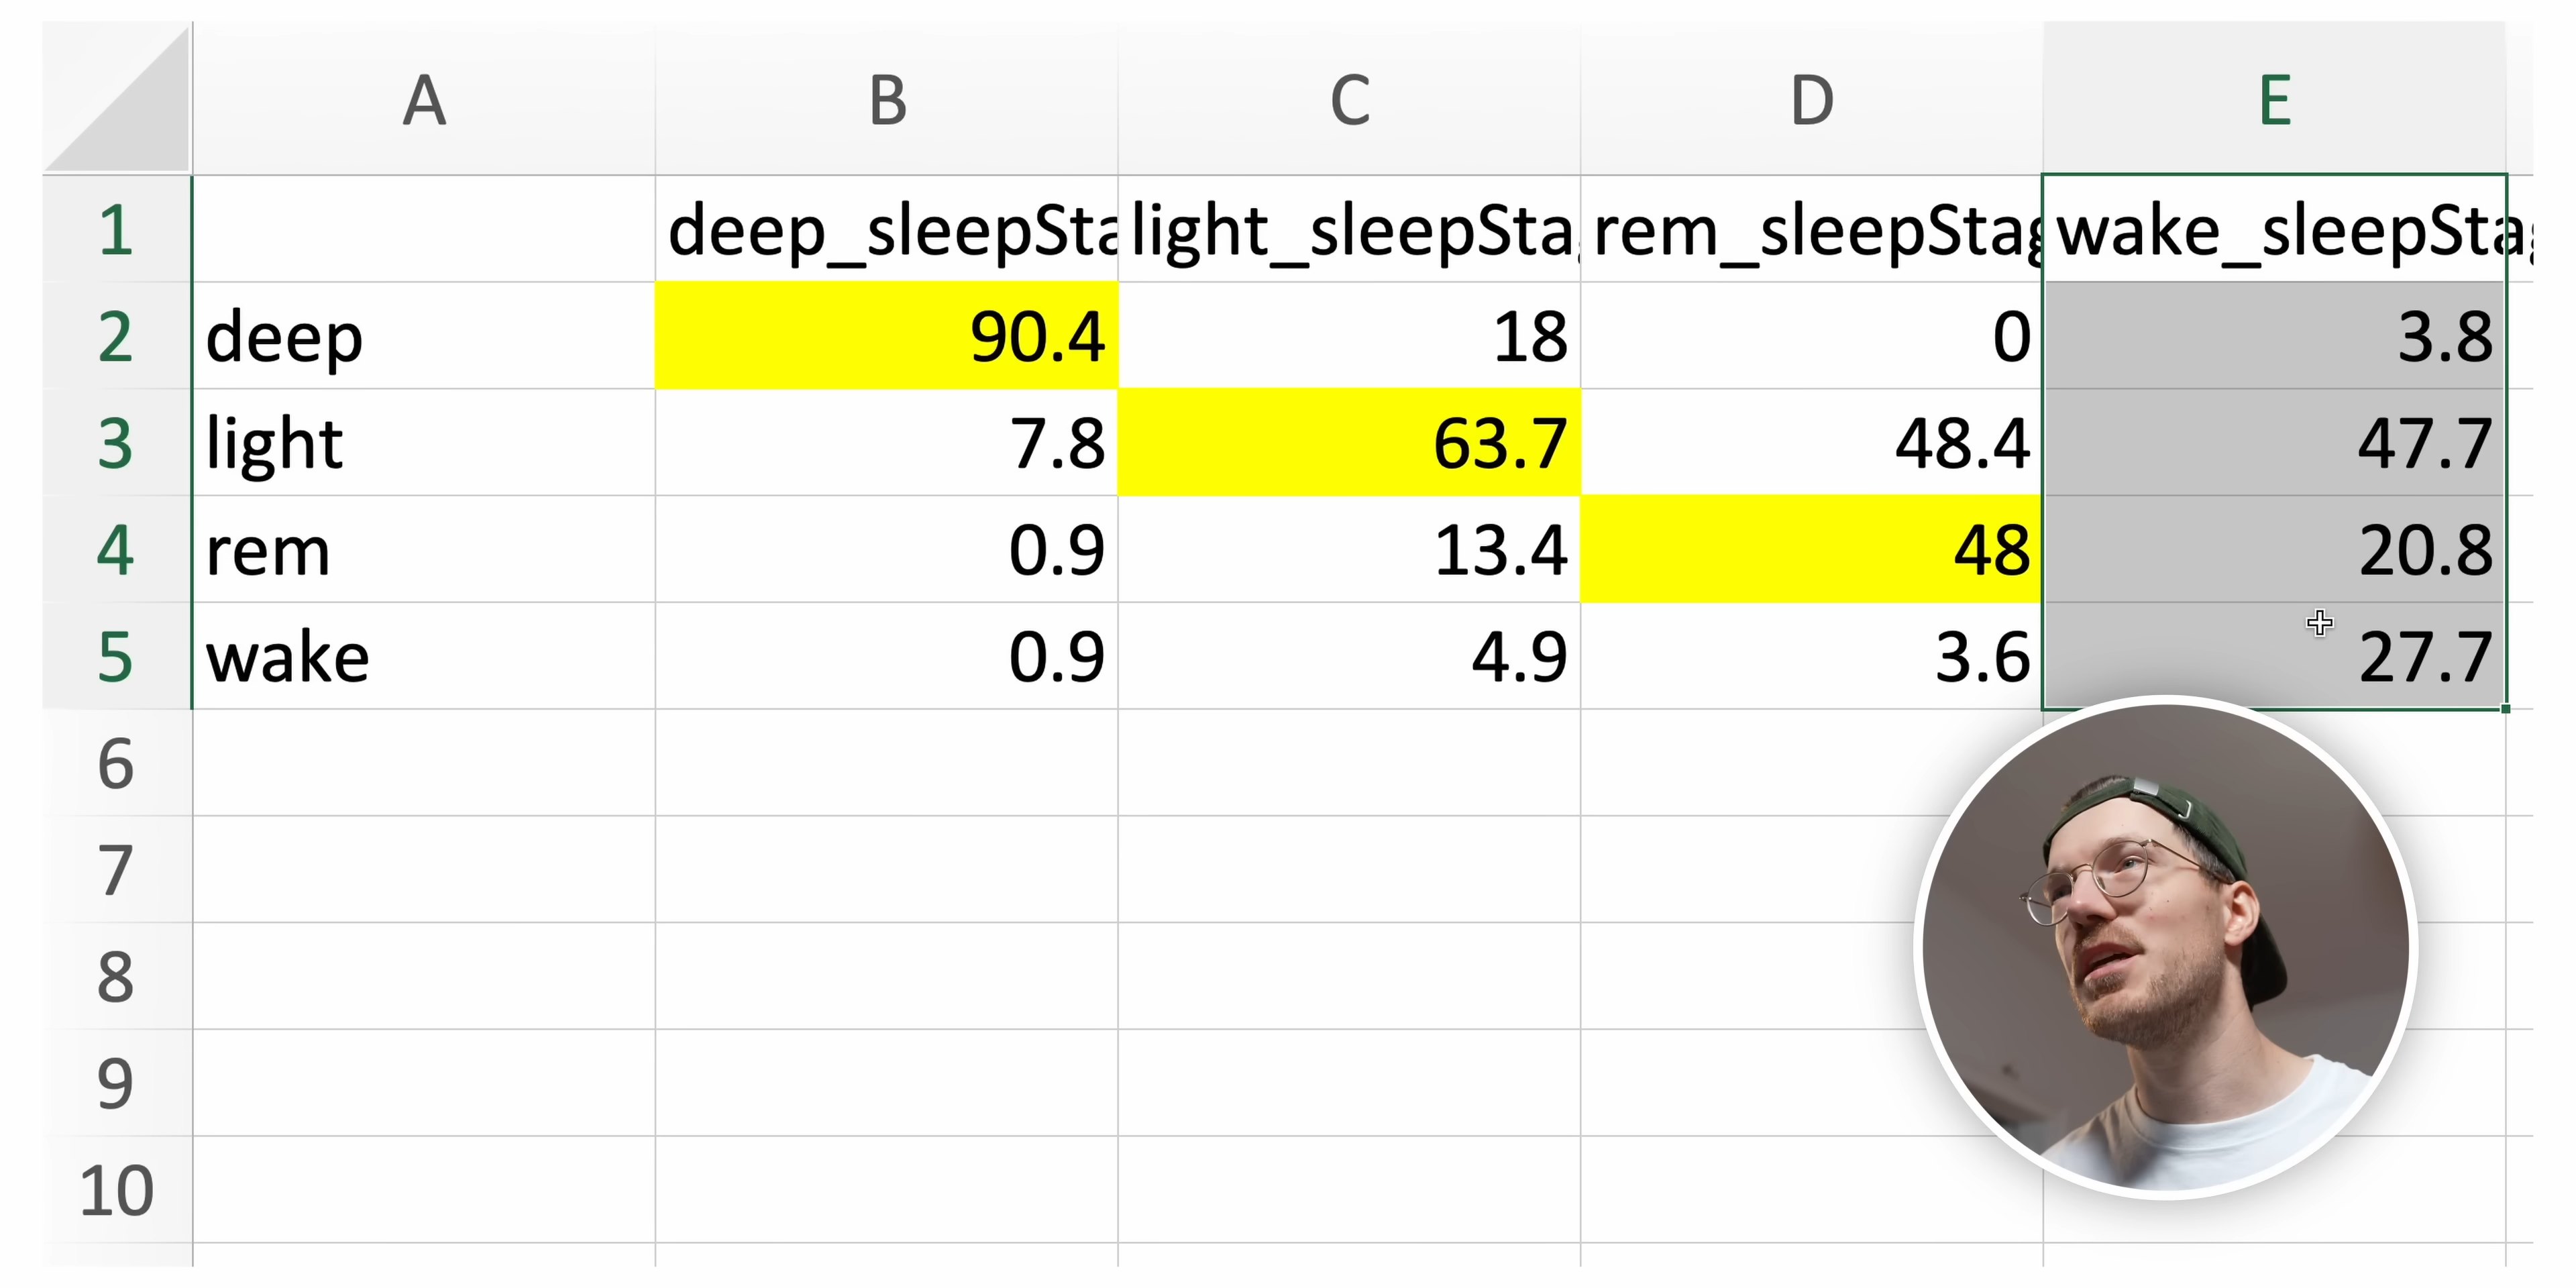 A B C D E
1 deep_sleepSta light_sleepSta rem_sleepStag wake_sleepStag
2 deep 90.4 18 0 3.8
3 light 7.8 63.7 48.4 47.7
4 rem 0.9 13.4 48 20.8
5 wake 0.9 4.9 3.6 27.7
6
7
8
9
10